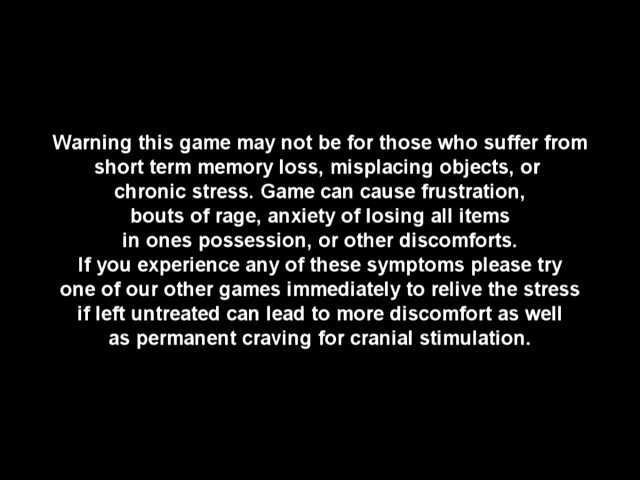 Warning this game may not be for those who suffer from
short term memory loss, misplacing objects, or
chronic stress. Game can cause frustration,
bouts of rage, anxiety of losing all items
in ones possession, or other discomforts.
If you experience any of these symptoms please try
one of our other games immediately to relive the stress
if left untreated can lead to more discomfort as well
as permanent craving for cranial stimulation.